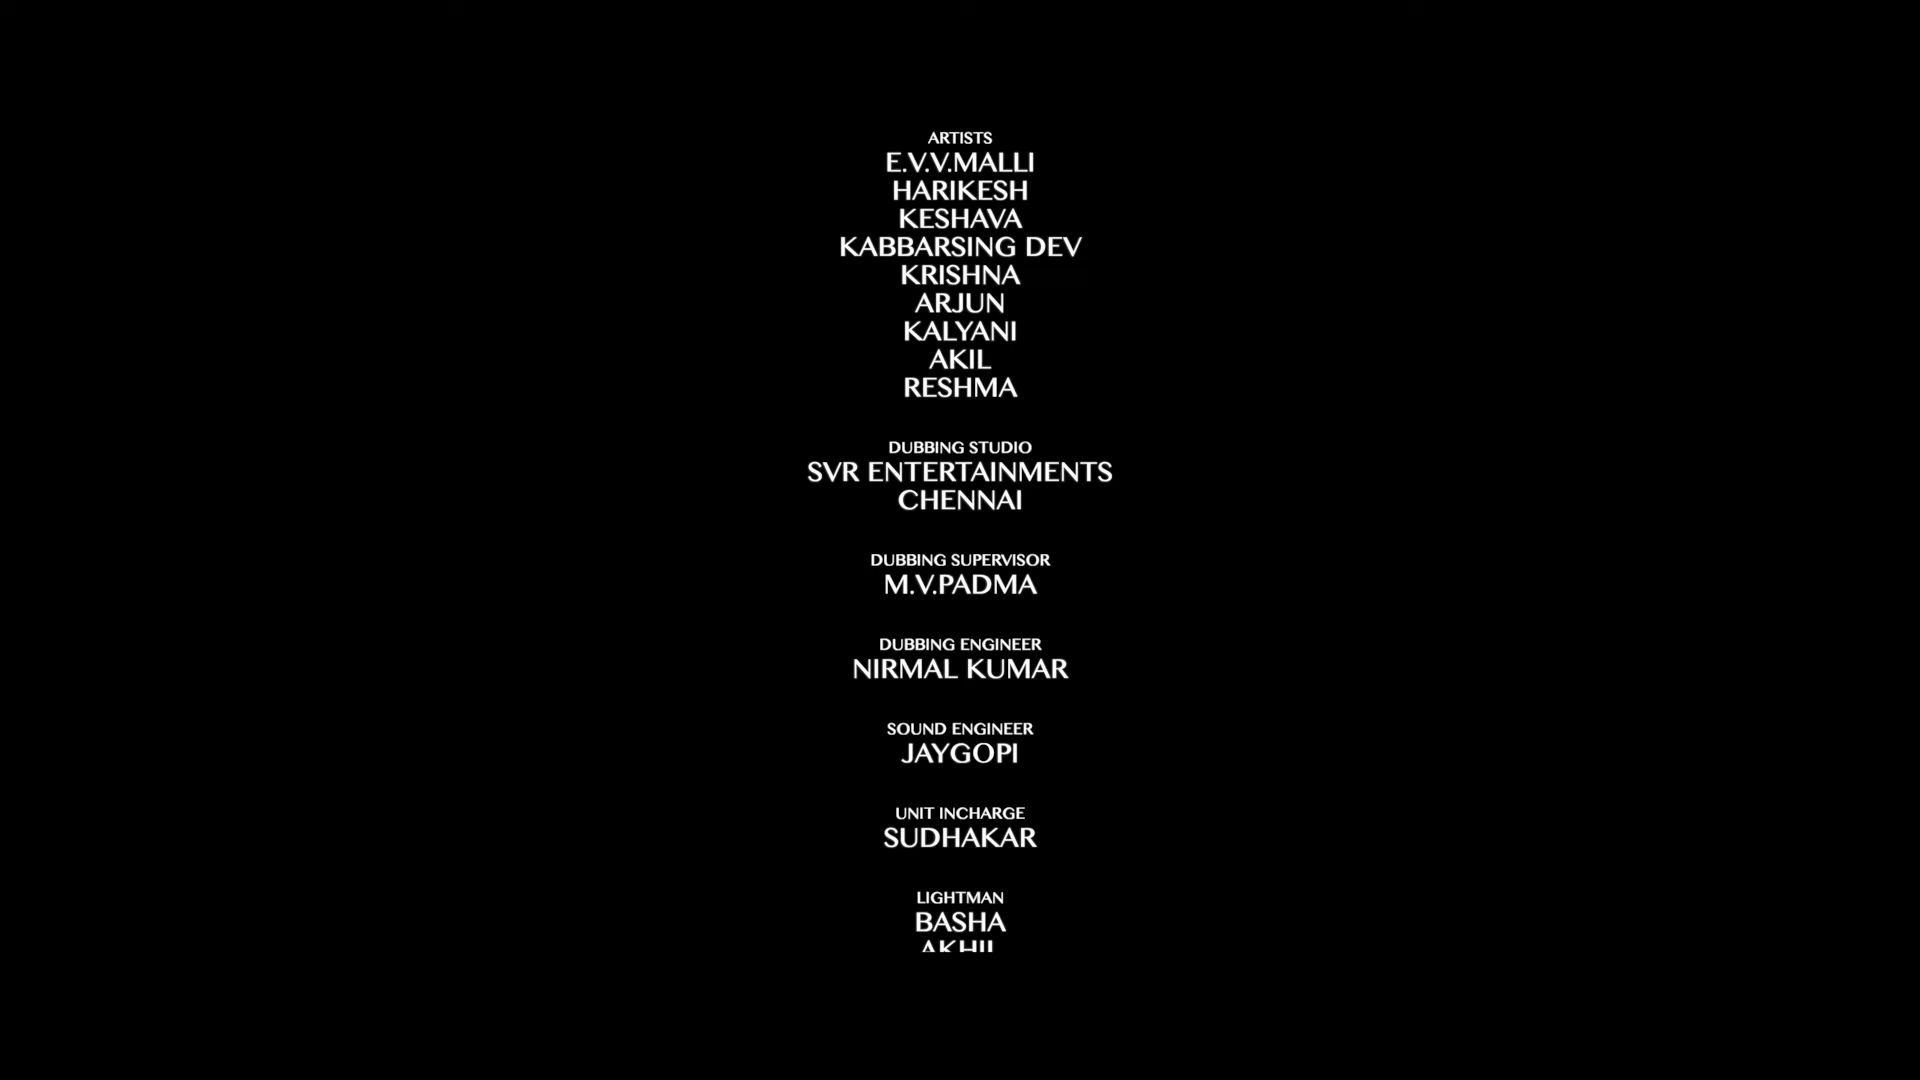 ARTISTS
E.V.V.MALLI
HARIKESH
KESHAVA
KABBARSING DEV
KRISHNA
ARJUN
KALYANI
AKIL
RESHMA
DUBBING STUDIO
SVR ENTERTAINMENTS
CHENNAI
DUBBING SUPERVISOR
M.V.PADMA
DUBBING ENGINEER
NIRMAL KUMAR
SOUND ENGINEER
JAYGOPI
UNIT INCHARGE
SUDHAKAR
LIGHTMAN
BASHA
AKHIL